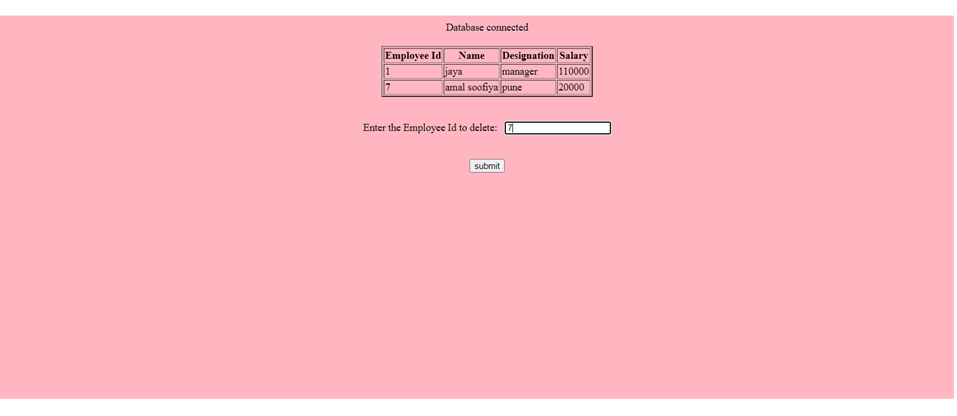 Database connected
Employee Id Name Designation Salary
1 jaya manager 110000
7 amal soofiya pune 20000
Enter the Employee Id to delete: 7
submit